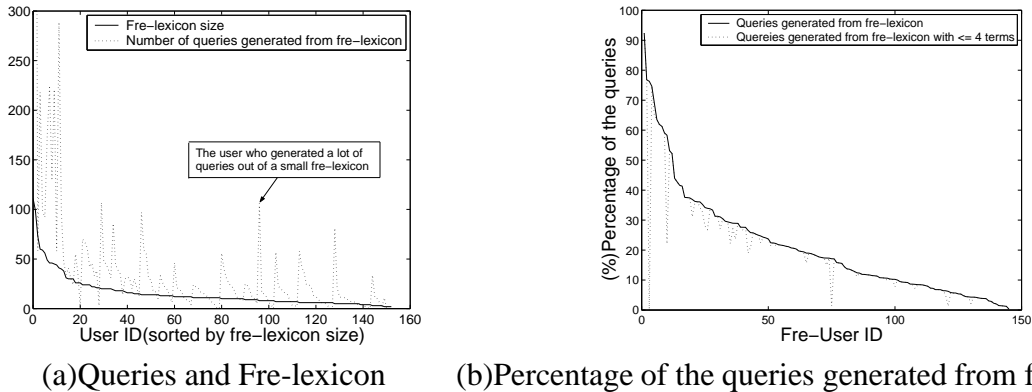 Fre-lexicon size
Number of queries generated from fre-lexicon
300
250
200
150
100
50
0
The user who generated a lot of
queries out of a small fre-lexicon
0 20 40 60 80 100 120 140 160
User ID(sorted by fre-lexicon size)
(a)Queries and Fre-lexicon
Queries generated from fre-lexicon
Quereies generated from fre-lexicon with <= 4 terms
100
90
80
70
60
50
40
30
20
10
0
(%)Percentage of the queries
0 50 100 150
Fre-User ID
(b)Percentage of the queries generated from f